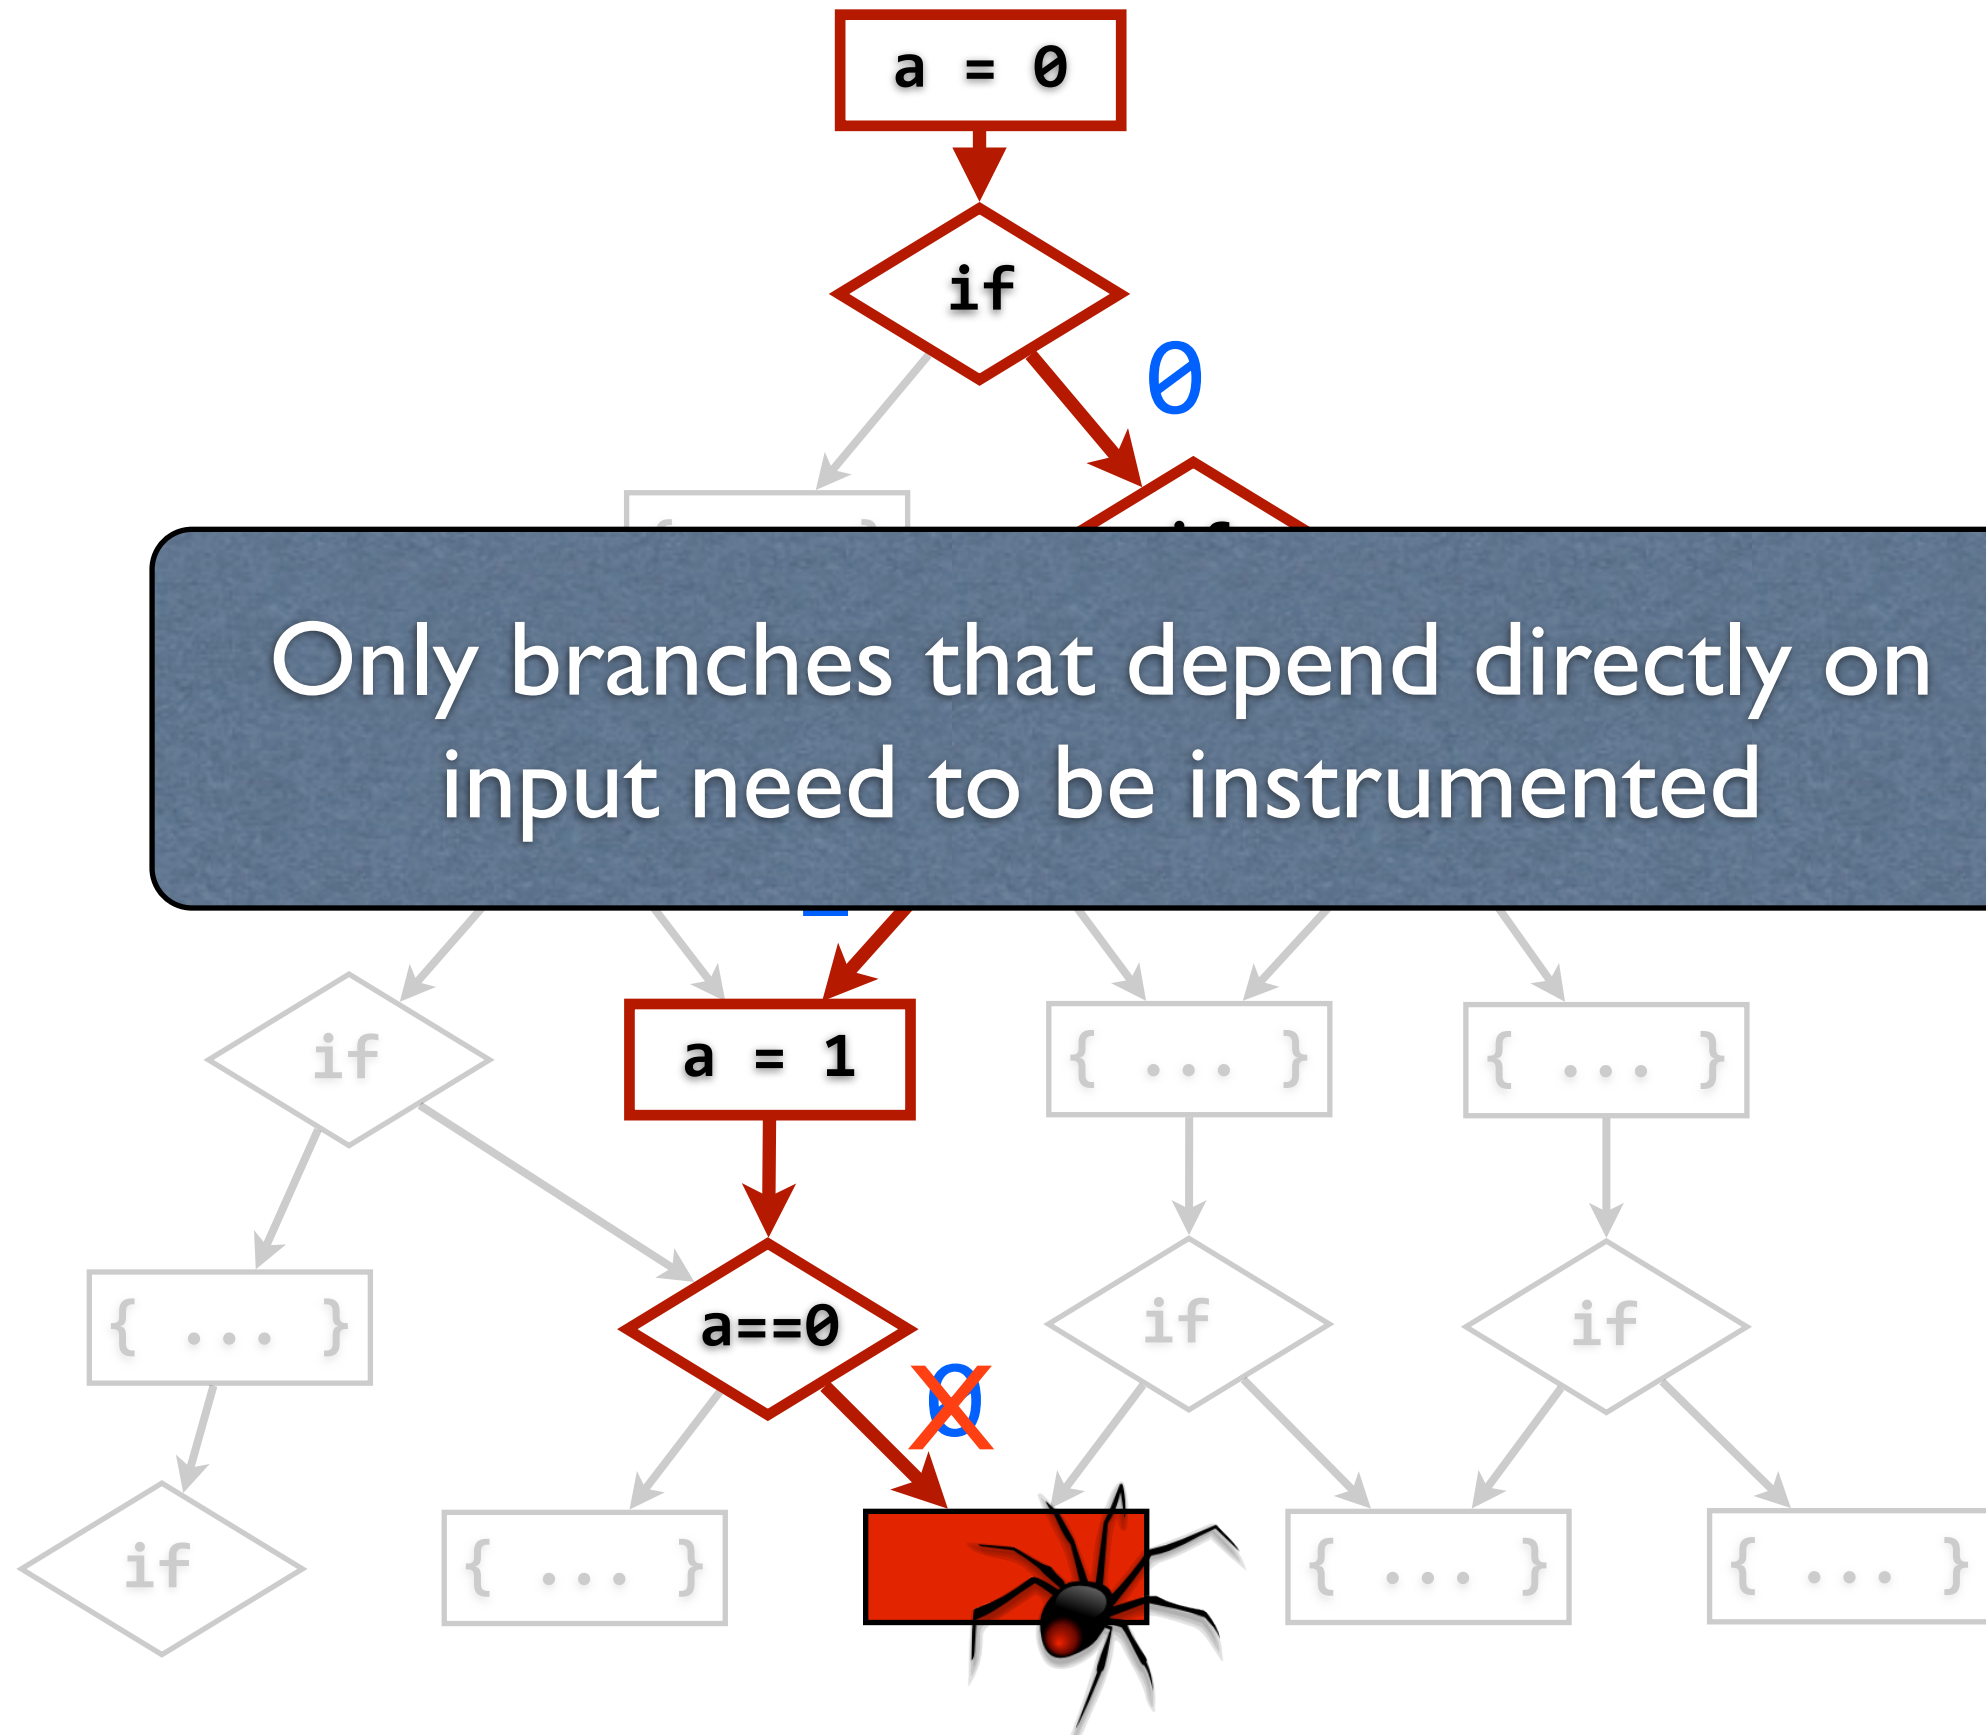 a = 0
if
0
Only branches that depend directly on
input need to be instrumented
if
a = 1
{ ... }
{ ... }
{ ... }
a==0
if
if
0
X
if
{ ... }
{ ... }
{ ... }